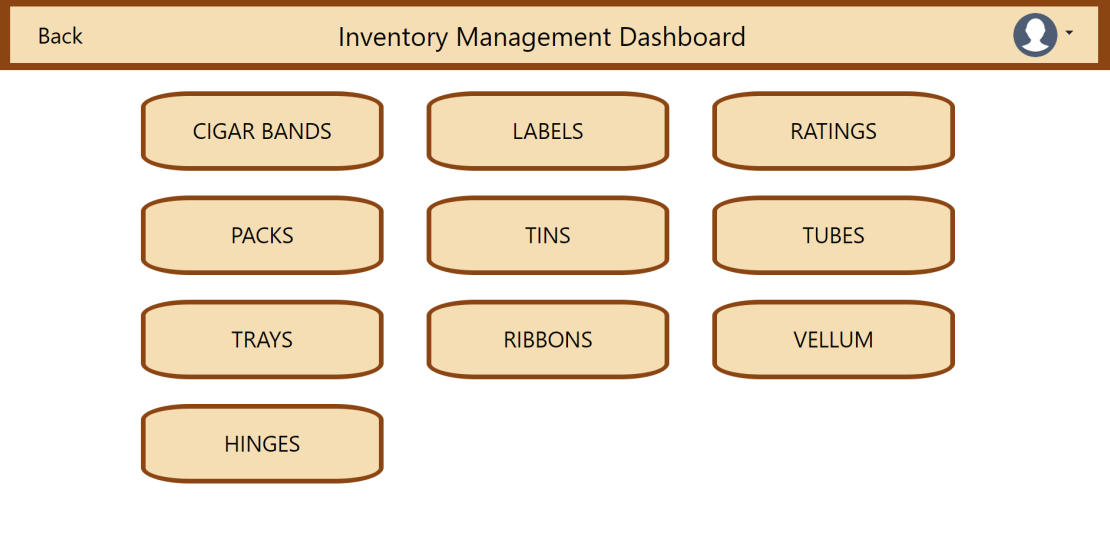 Back
Inventory Management Dashboard
CIGAR BANDS
LABELS
RATINGS
PACKS
TINS
TUBES
TRAYS
RIBBONS
VELLUM
HINGES